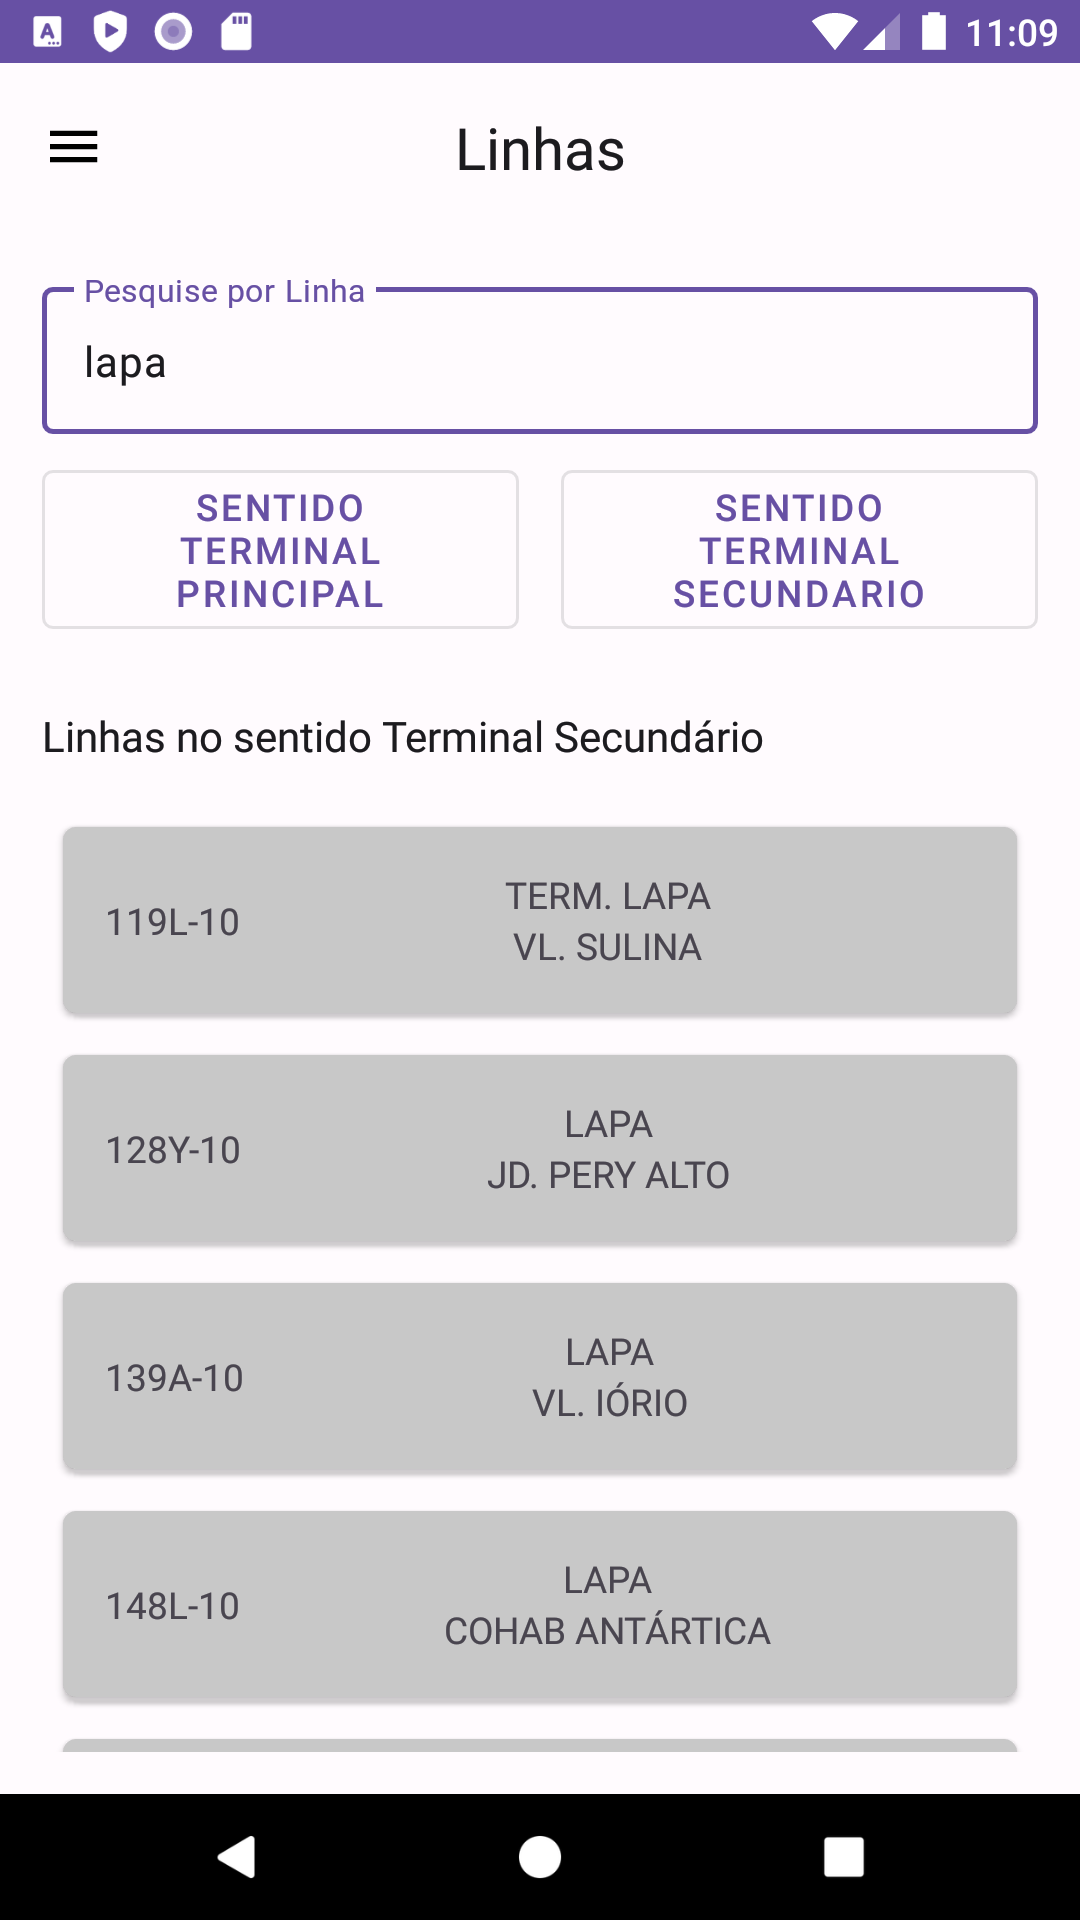 11:09
Linhas
Pesquise por Linha
lapa
SENTIDO
TERMINAL
PRINCIPAL
SENTIDO
TERMINAL
SECUNDARIO
Linhas no sentido Terminal Secundário
119L-10
TERM. LAPA
VL. SULINA
128Y-10
LAPA
JD. PERY ALTO
139A-10
LAPA
VL. IÓRIO
148L-10
LAPA
COHAB ANTÁRTICA